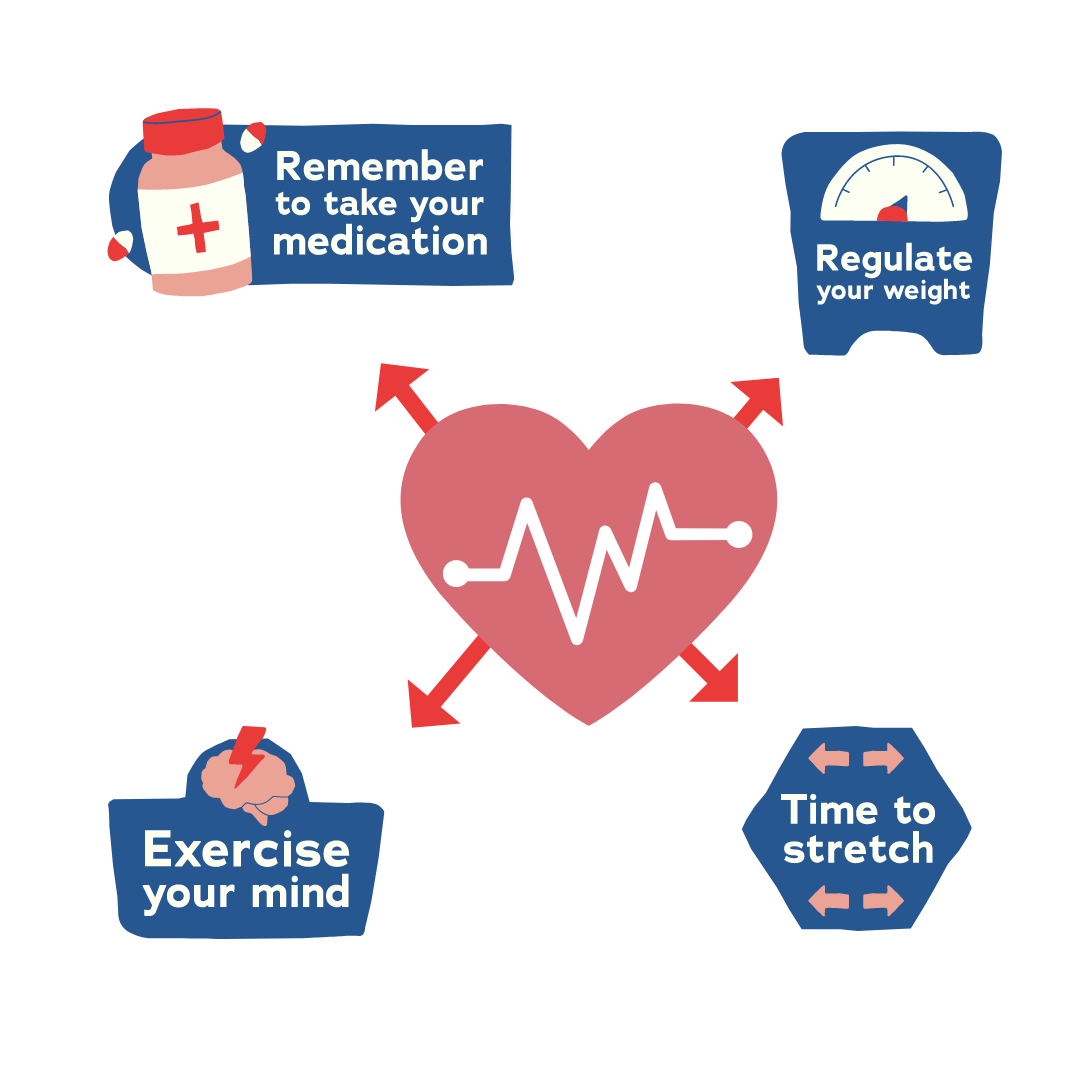 Remember
to take your
medication
Regulate
your weight
Exercise
your mind
Time to
stretch